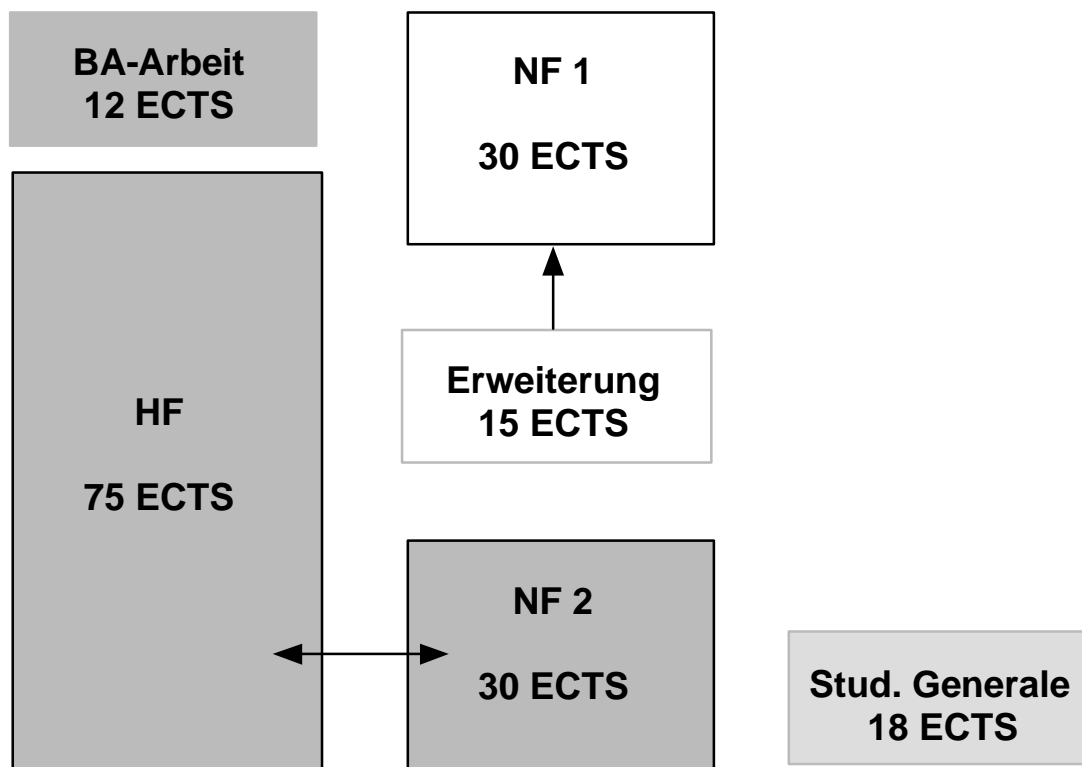 BA-Arbeit
12 ECTS
NF 1
30 ECTS
Erweiterung
15 ECTS
HF
75 ECTS
NF 2
30 ECTS
Stud. Generale
18 ECTS